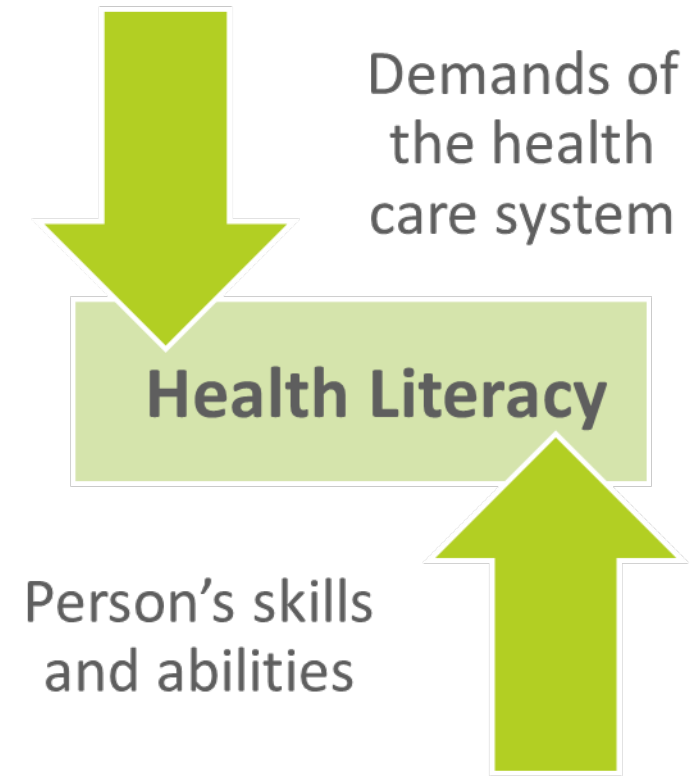 Demands of
the health
care system
Health Literacy
Person’s skills
and abilities